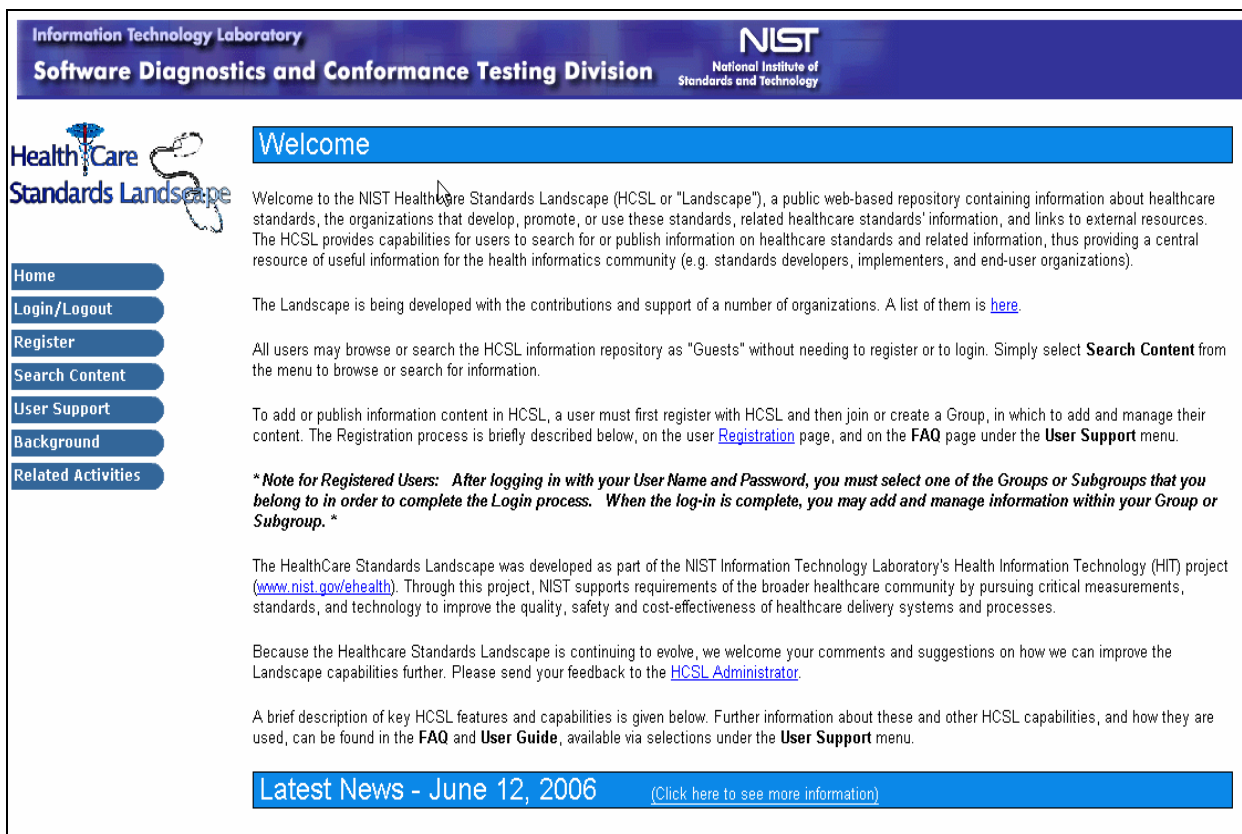 Information Technology Laboratory
Software Diagnostics and Conformance Testing Division
NIST
National Institute of
Standards and Technology
HealthCare
Standards Landscape
Home
Login/Logout
Register
Search Content
User Support
Background
Related Activities
Welcome
Welcome to the NIST Healthcare Standards Landscape (HCSL or "Landscape"), a public web-based repository containing information about healthcare
standards, the organizations that develop, promote, or use these standards, related healthcare standards' information, and links to external resources.
The HCSL provides capabilities for users to search for or publish information on healthcare standards and related information, thus providing a central
resource of useful information for the health informatics community (e.g. standards developers, implementers, and end-user organizations).
The Landscape is being developed with the contributions and support of a number of organizations. A list of them is here.
All users may browse or search the HCSL information repository as "Guests" without needing to register or to login. Simply select Search Content from
the menu to browse or search for information.
To add or publish information content in HCSL, a user must first register with HCSL and then join or create a Group, in which to add and manage their
content. The Registration process is briefly described below, on the user Registration page, and on the FAQ page under the User Support menu.
* Note for Registered Users: After logging in with your User Name and Password, you must select one of the Groups or Subgroups that you
belong to in order to complete the Login process. When the log-in is complete, you may add and manage information within your Group or
Subgroup. *
The HealthCare Standards Landscape was developed as part of the NIST Information Technology Laboratory's Health Information Technology (HIT) project
(www.nist.gov/ehealth). Through this project, NIST supports requirements of the broader healthcare community by pursuing critical measurements,
standards, and technology to improve the quality, safety and cost-effectiveness of healthcare delivery systems and processes.
Because the Healthcare Standards Landscape is continuing to evolve, we welcome your comments and suggestions on how we can improve the
Landscape capabilities further. Please send your feedback to the HCSL Administrator.
A brief description of key HCSL features and capabilities is given below. Further information about these and other HCSL capabilities, and how they are
used, can be found in the FAQ and User Guide, available via selections under the User Support menu.
Latest News - June 12, 2006 (Click here to see more information)